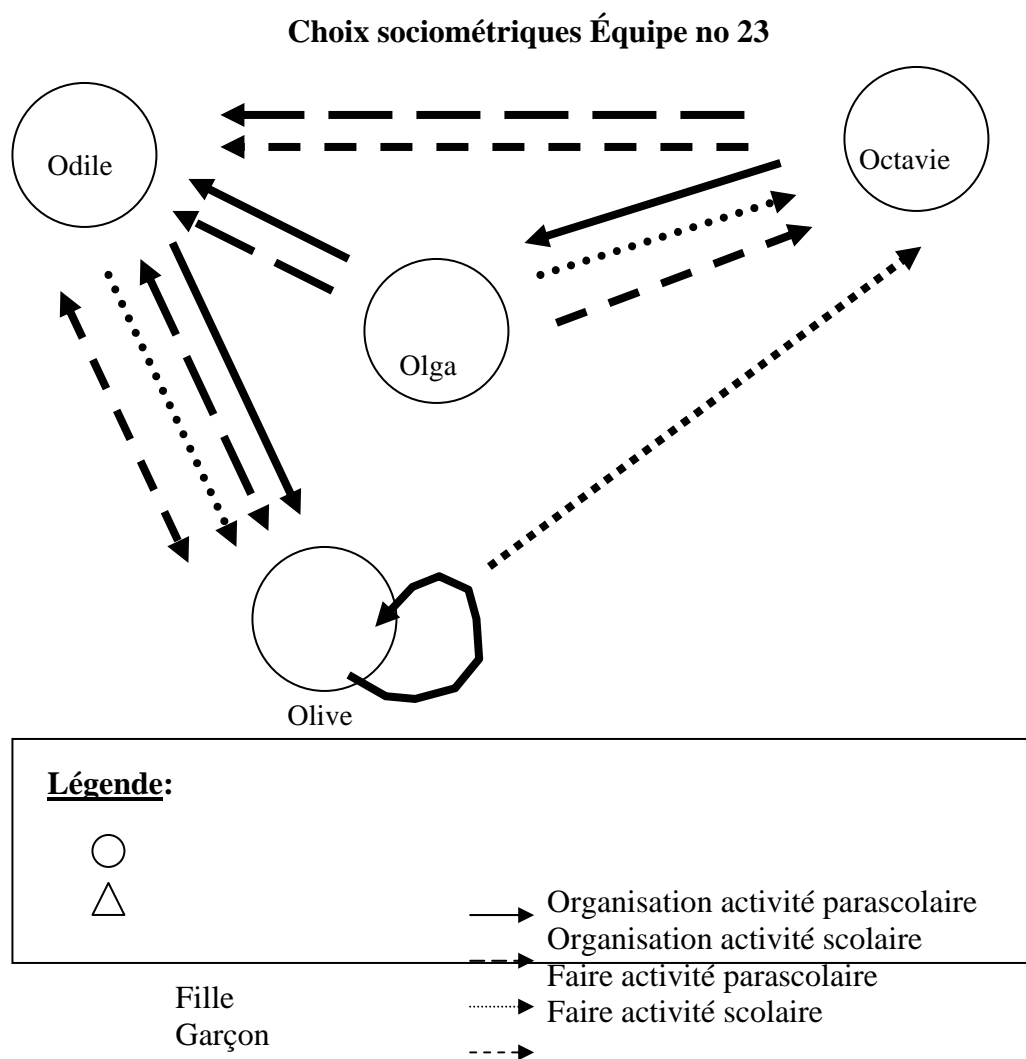 Choix sociométriques Équipe no 23
Odile
Octavie
Olga
Olive
Légende:
Organisation activité parascolaire
Organisation activité scolaire
Faire activité parascolaire
Faire activité scolaire
Fille
Garçon